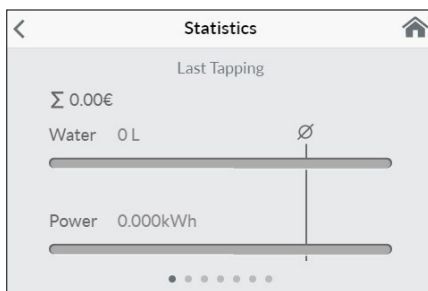 Statistics
Last Tapping
Σ 0.00€
Water 0 L Ø
Power 0.000kWh